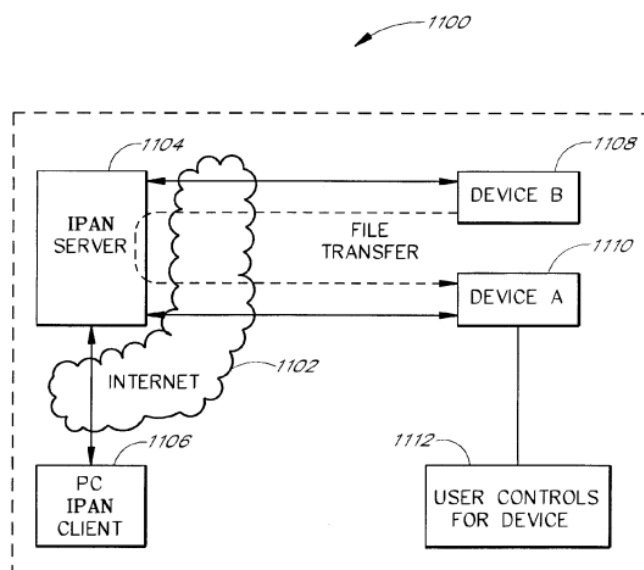 1100
1104
1108
IPAN
SERVER
DEVICE B
FILE
TRANSFER
1110
DEVICE A
INTERNET
1102
1106
1112
PC
IPAN
CLIENT
USER CONTROLS
FOR DEVICE